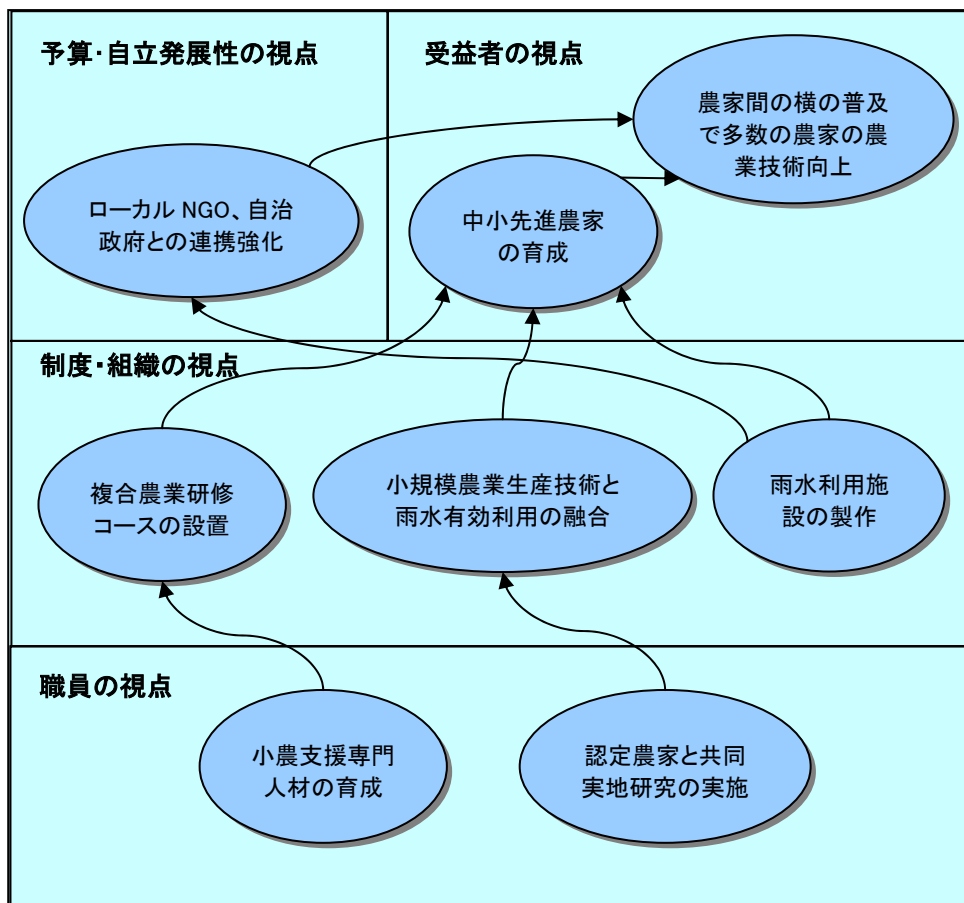 予算・自立発展性の視点
受益者の視点
農家間の横の普及
で多数の農家の農
業技術向上
ローカル NGO、自治
政府との連携強化
中小先進農家
の育成
制度・組織の視点
複合農業研修
コースの設置
小規模農業生産技術と
雨水有効利用の融合
雨水利用施
設の製作
職員の視点
小農支援専門
人材の育成
認定農家と共同
実地研究の実施